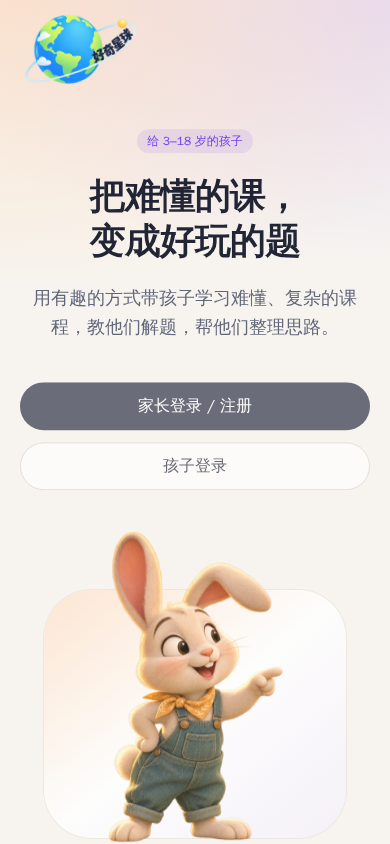 好奇星球
给 3–18 岁的孩子
把难懂的课，
变成好玩的题
用有趣的方式带孩子学习难懂、复杂的课
程，教他们解题，帮他们整理思路。
家长登录 / 注册
孩子登录